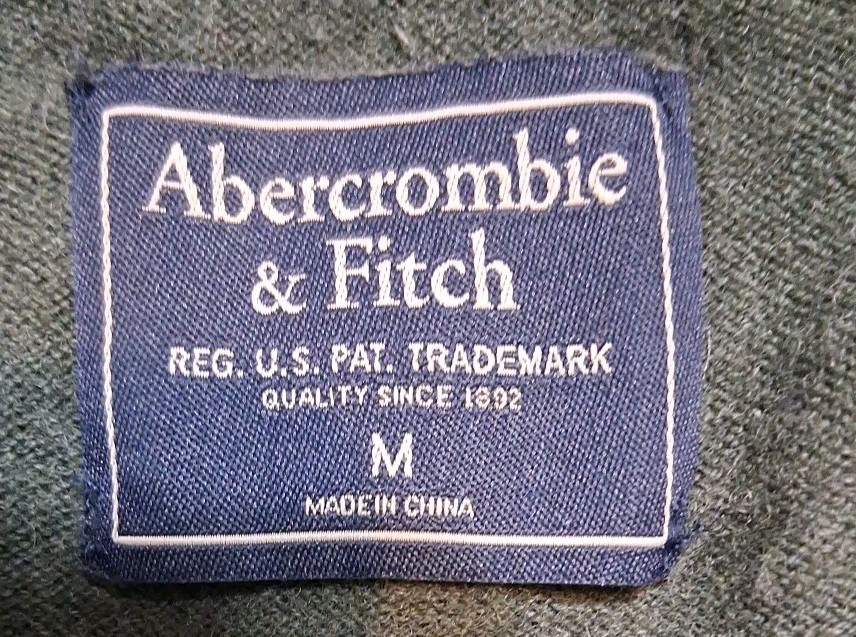 Abercrombie
& Fitch
REG. U.S. PAT. TRADEMARK
QUALITY SINCE 1892
M
MADE IN CHINA